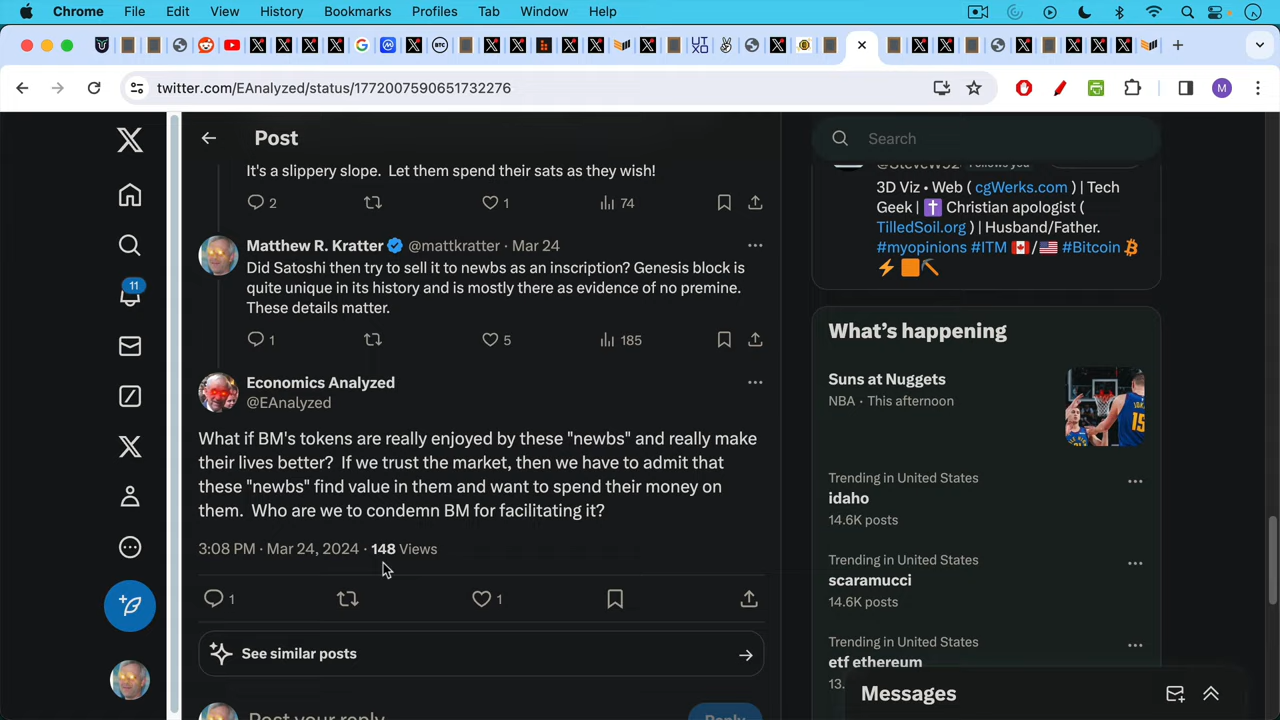 Chrome File Edit View History Bookmarks Profiles Tab Window Help
twitter.com/EAnalyzed/status/1772007590651732276
M
Post
Search
It's a slippery slope. Let them spend their sats as they wish!
2 1 74
Matthew R. Kratter @mattkratter · Mar 24
Did Satoshi then try to sell it to newbs as an inscription? Genesis block is
quite unique in its history and is mostly there as evidence of no premine.
These details matter.
1 5 185
Economics Analyzed
@EAnalyzed
What if BM's tokens are really enjoyed by these "newbs" and really make
their lives better? If we trust the market, then we have to admit that
these "newbs" find value in them and want to spend their money on
them. Who are we to condemn BM for facilitating it?
3:08 PM · Mar 24, 2024 · 148 Views
1 1
See similar posts
Post your reply
Reply
11
Follows you
3D Viz • Web ( cgWerks.com ) | Tech
Geek | Christian apologist (
TilledSoil.org ) | Husband/Father.
#myopinions #ITM / #Bitcoin
What's happening
Suns at Nuggets
NBA · This afternoon
Trending in United States
idaho
14.6K posts
Trending in United States
scaramucci
14.6K posts
Trending in United States
etf ethereum
13.
Messages